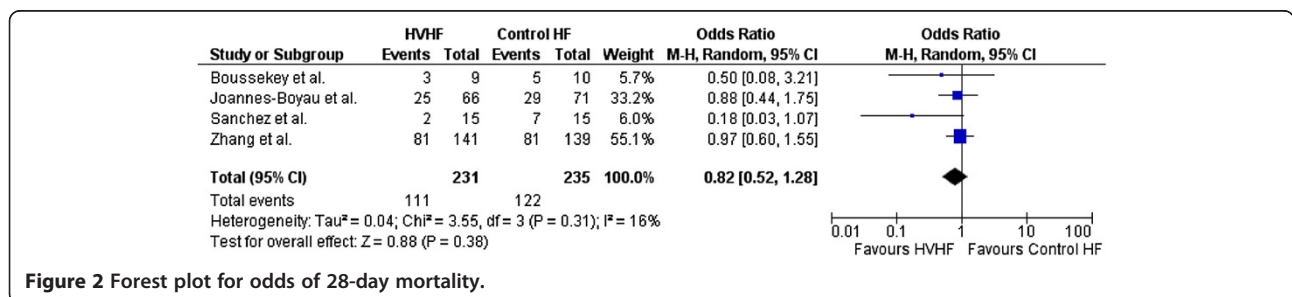 HVHF Control HF Odds Ratio Odds Ratio
Study or Subgroup Events Total Events Total Weight M-H, Random, 95% CI M-H, Random, 95% CI
Boussekey et al. 3 9 5 10 5.7% 0.50 [0.08, 3.21]
Joannes-Boyau et al. 25 66 29 71 33.2% 0.88 [0.44, 1.75]
Sanchez et al. 2 15 7 15 6.0% 0.18 [0.03, 1.07]
Zhang et al. 81 141 81 139 55.1% 0.97 [0.60, 1.55]
Total (95% CI) 231 235 100.0% 0.82 [0.52, 1.28]
Total events 111 122
Heterogeneity: Tau² = 0.04; Chi² = 3.55, df = 3 (P = 0.31); I² = 16%
Test for overall effect: Z = 0.88 (P = 0.38)
0.01 0.1 1 10 100
Favours HVHF Favours Control HF
Figure 2 Forest plot for odds of 28-day mortality.